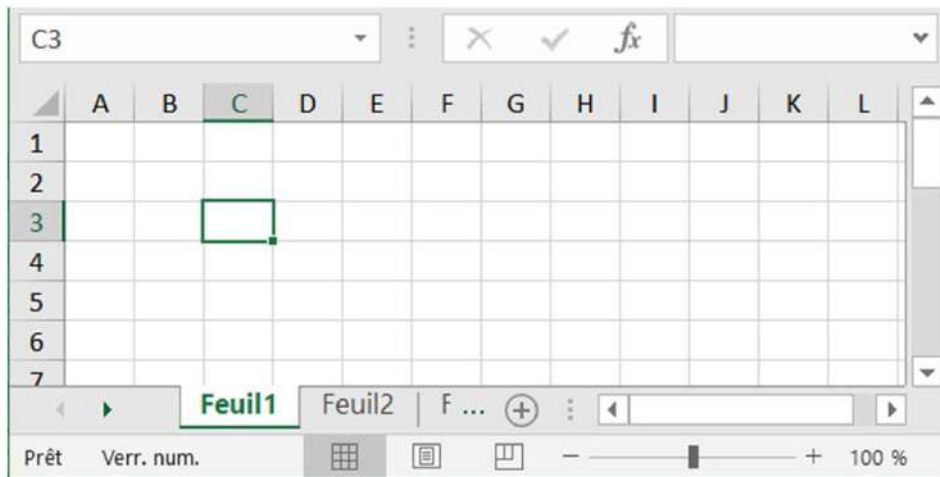 C3 fx
A B C D E F G H I J K L
1
2
3
4
5
6
7
Feuil1 Feuil2 F ...
Prêt Verr. num. 100 %